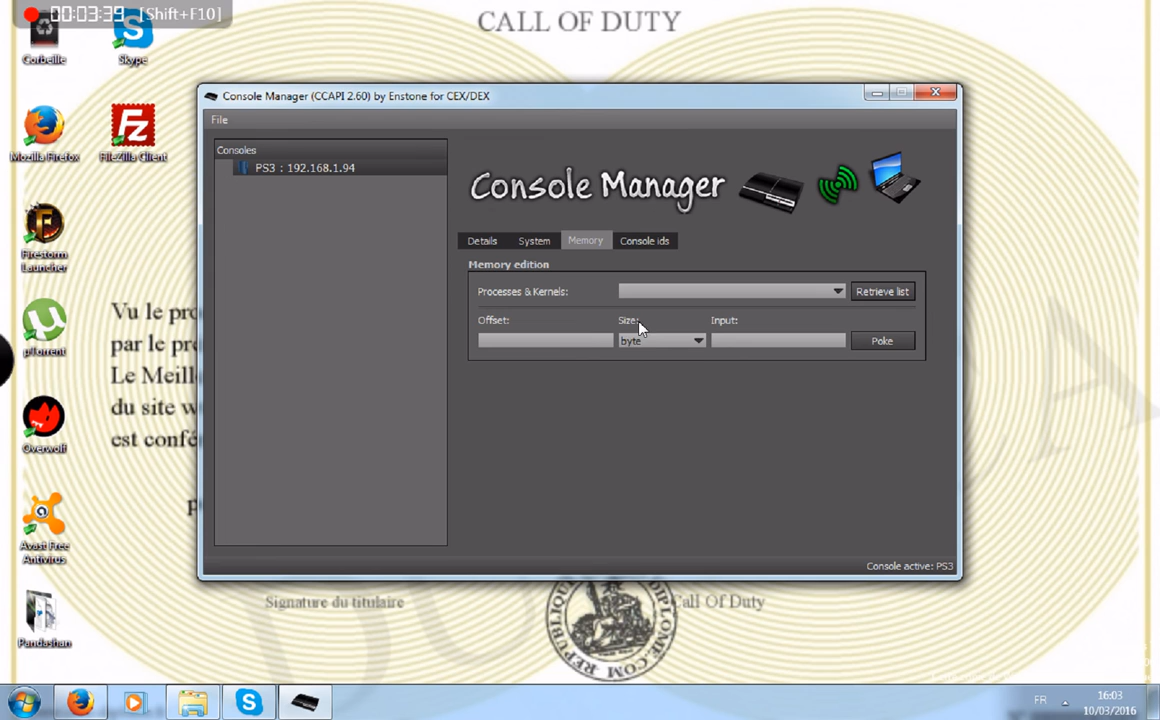 00:03:39 [Shift+F10]
CALL OF DUTY
Corbeille
Skype
Mozilla Firefox
FileZilla Client
Firestorm
Launcher
µTorrent
Overwolf
Avast Free
Antivirus
Pandashan
Vu le pro
par le pr
Le Meill
du site w
est confé
p
Signature du titulaire
Call Of Duty
Console Manager (CCAPI 2.60) by Enstone for CEX/DEX
File
Consoles
PS3 : 192.168.1.94
Console Manager
Details
System
Memory
Console ids
Memory edition
Processes & Kernels:
Retrieve list
Offset:
Size:
Input:
byte
Poke
Console active: PS3
FR
16:03
10/03/2016